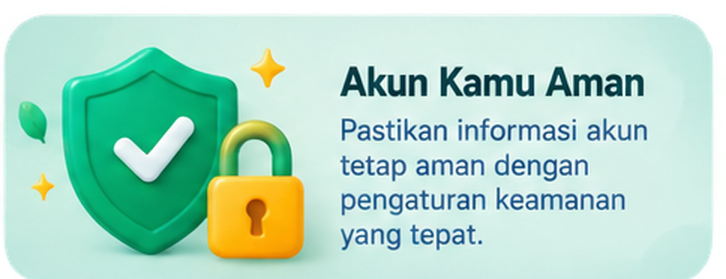 Akun Kamu Aman
Pastikan informasi akun
tetap aman dengan
pengaturan keamanan
yang tepat.